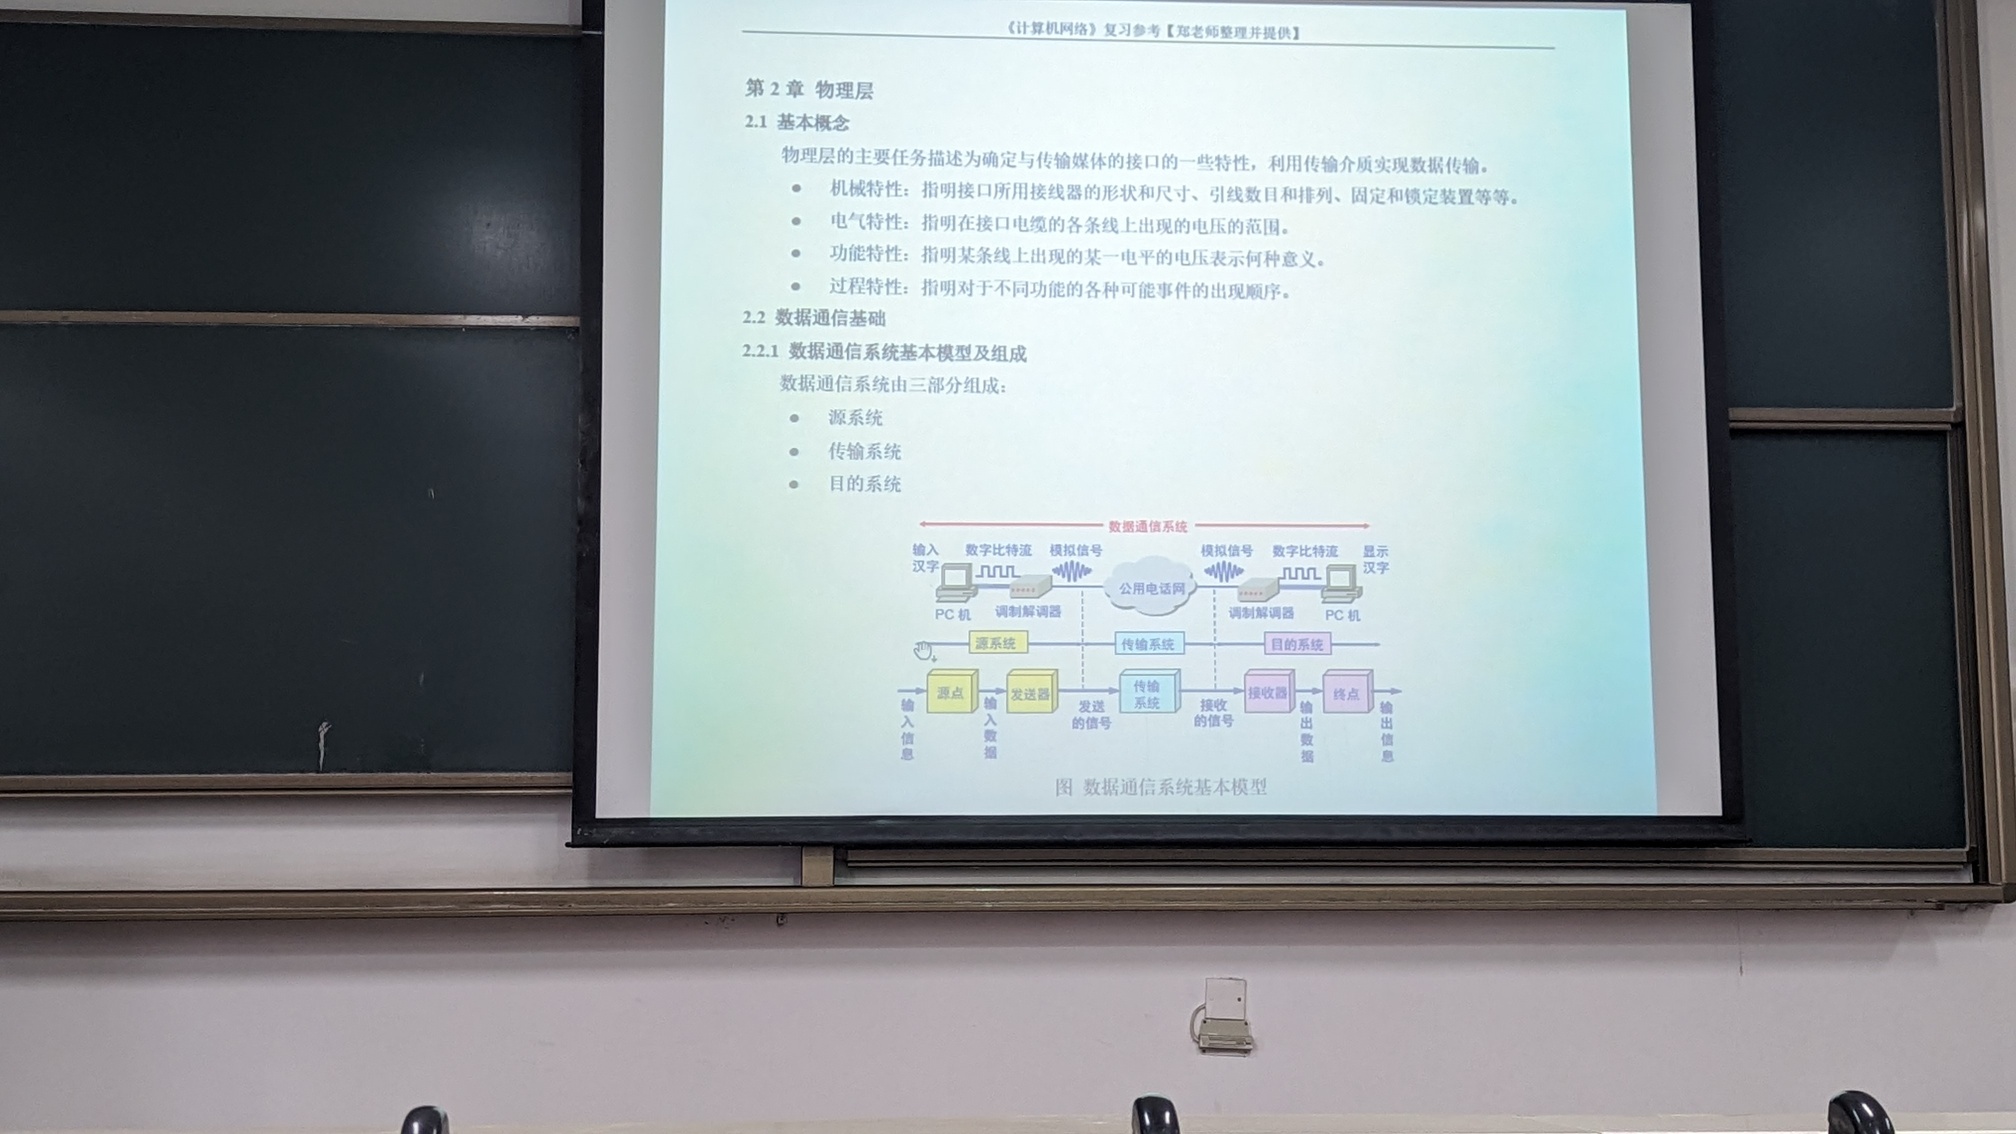 《计算机网络》复习参考【郑老师整理并提供】
第 2 章 物理层
2.1 基本概念
物理层的主要任务描述为确定与传输媒体的接口的一些特性，利用传输介质实现数据传输。
● 机械特性：指明接口所用接线器的形状和尺寸、引线数目和排列、固定和锁定装置等等。
● 电气特性：指明在接口电缆的各条线上出现的电压的范围。
● 功能特性：指明某条线上出现的某一电平的电压表示何种意义。
● 过程特性：指明对于不同功能的各种可能事件的出现顺序。
2.2 数据通信基础
2.2.1 数据通信系统基本模型及组成
数据通信系统由三部分组成：
● 源系统
● 传输系统
● 目的系统
数据通信系统
输入汉字 数字比特流 模拟信号 模拟信号 数字比特流 显示汉字
公用电话网
PC 机 调制解调器 调制解调器 PC 机
源系统 传输系统 目的系统
源点 发送器 传输系统 接收器 终点
输入信息 输入数据 发送的信号 接收的信号 输出数据 输出信息
图 数据通信系统基本模型